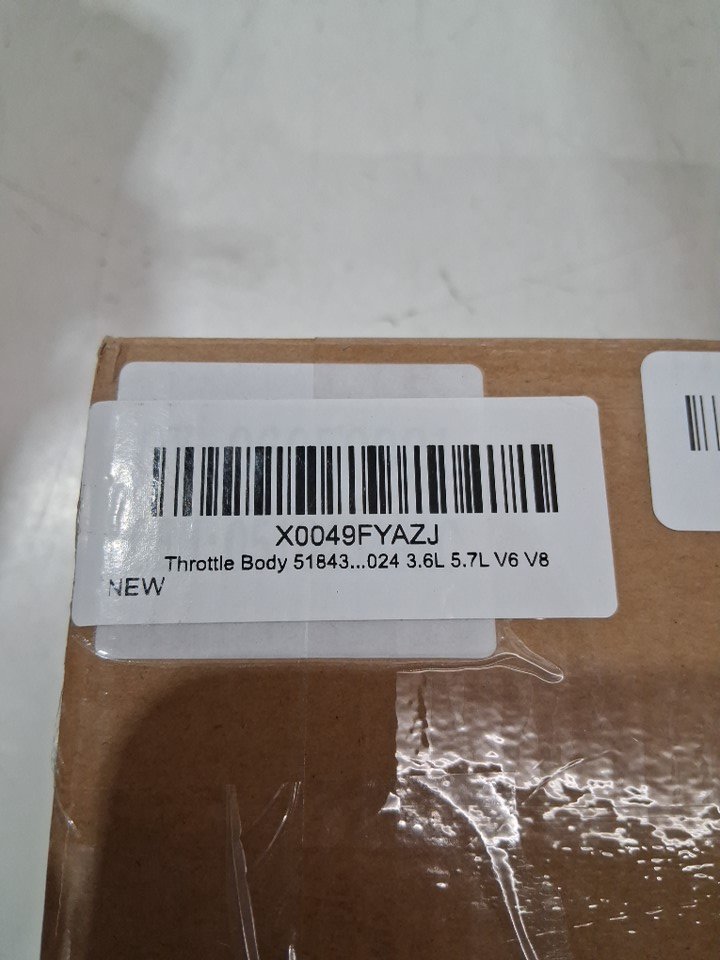 X0049FYAZJ
Throttle Body 51843...024 3.6L 5.7L V6 V8
NEW